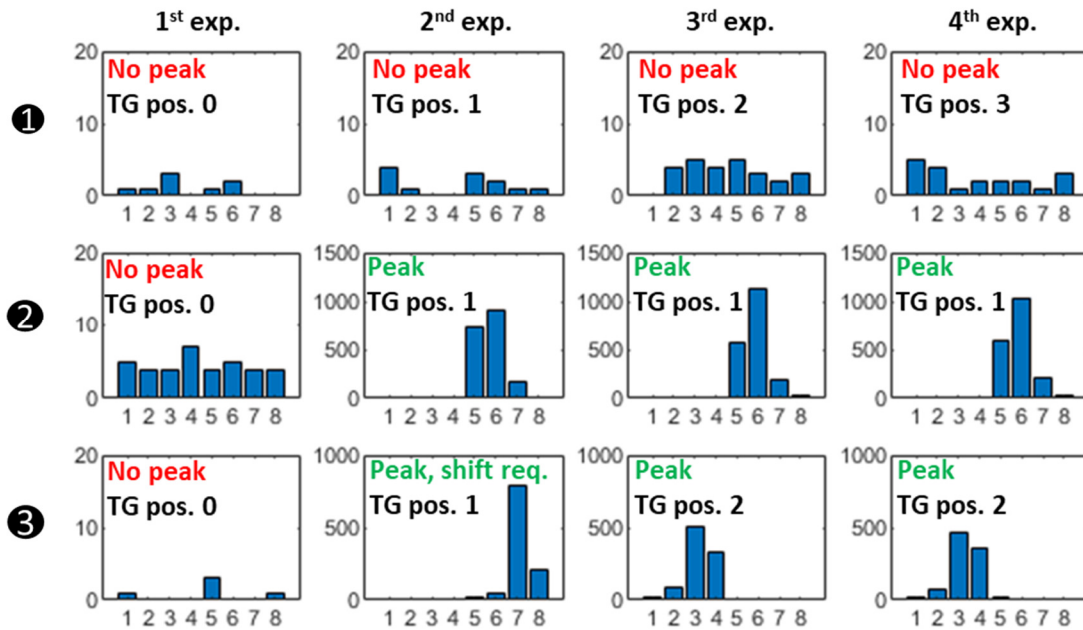 1st exp. 2nd exp. 3rd exp. 4th exp.
❶
20
10
0
No peak
TG pos. 0
1 2 3 4 5 6 7 8
20
10
0
No peak
TG pos. 1
1 2 3 4 5 6 7 8
20
10
0
No peak
TG pos. 2
1 2 3 4 5 6 7 8
20
10
0
No peak
TG pos. 3
1 2 3 4 5 6 7 8
❷
20
10
0
No peak
TG pos. 0
1 2 3 4 5 6 7 8
1500
1000
500
0
Peak
TG pos. 1
1 2 3 4 5 6 7 8
1500
1000
500
0
Peak
TG pos. 1
1 2 3 4 5 6 7 8
1500
1000
500
0
Peak
TG pos. 1
1 2 3 4 5 6 7 8
❸
20
10
0
No peak
TG pos. 0
1 2 3 4 5 6 7 8
1000
500
0
Peak, shift req.
TG pos. 1
1 2 3 4 5 6 7 8
1000
500
0
Peak
TG pos. 2
1 2 3 4 5 6 7 8
1000
500
0
Peak
TG pos. 2
1 2 3 4 5 6 7 8